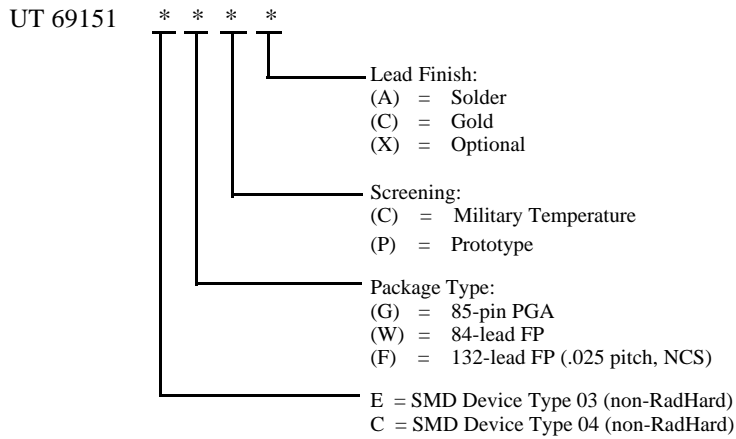 UT 69151 * * * *
Lead Finish:
(A) = Solder
(C) = Gold
(X) = Optional
Screening:
(C) = Military Temperature
(P) = Prototype
Package Type:
(G) = 85-pin PGA
(W) = 84-lead FP
(F) = 132-lead FP (.025 pitch, NCS)
E = SMD Device Type 03 (non-RadHard)
C = SMD Device Type 04 (non-RadHard)